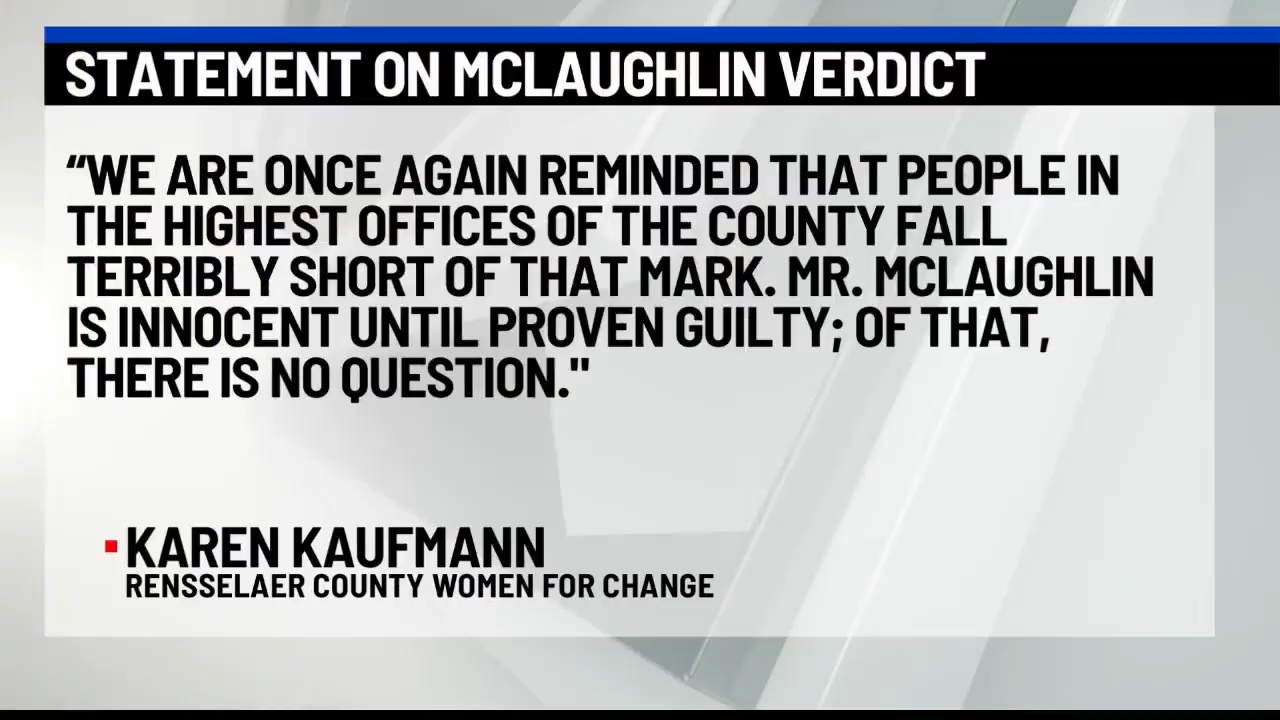 STATEMENT ON MCLAUGHLIN VERDICT
“WE ARE ONCE AGAIN REMINDED THAT PEOPLE IN
THE HIGHEST OFFICES OF THE COUNTY FALL
TERRIBLY SHORT OF THAT MARK. MR. MCLAUGHLIN
IS INNOCENT UNTIL PROVEN GUILTY; OF THAT,
THERE IS NO QUESTION."
KAREN KAUFMANN
RENSSELAER COUNTY WOMEN FOR CHANGE